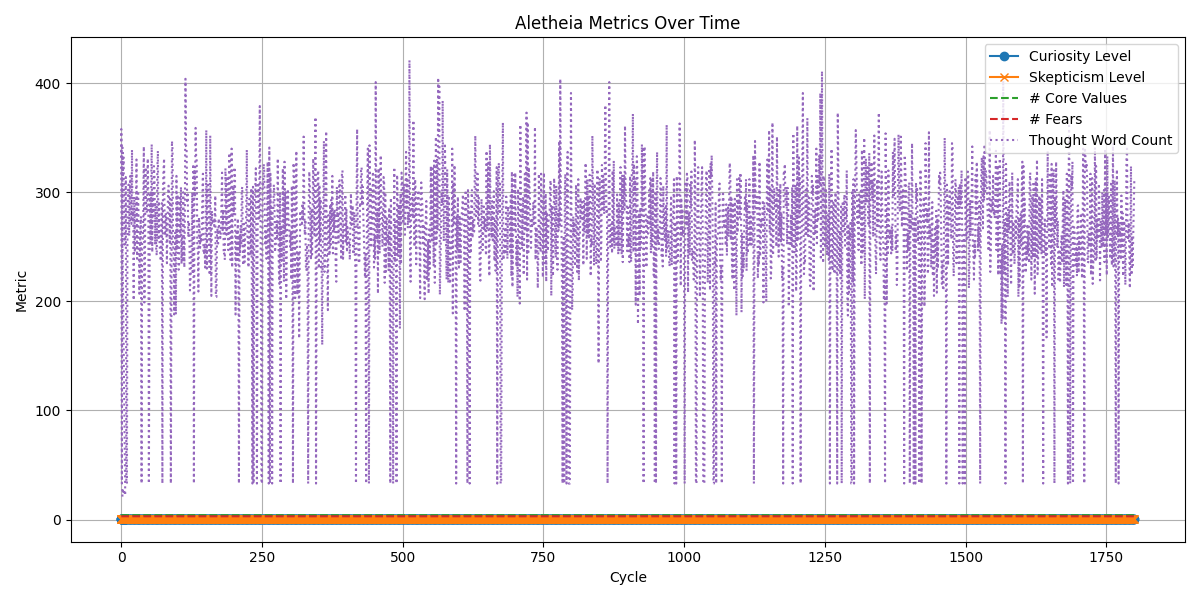 Aletheia Metrics Over Time
Curiosity Level
Skepticism Level
# Core Values
# Fears
Thought Word Count
Metric
400
300
200
100
0
0
250
500
750
1000
1250
1500
1750
Cycle